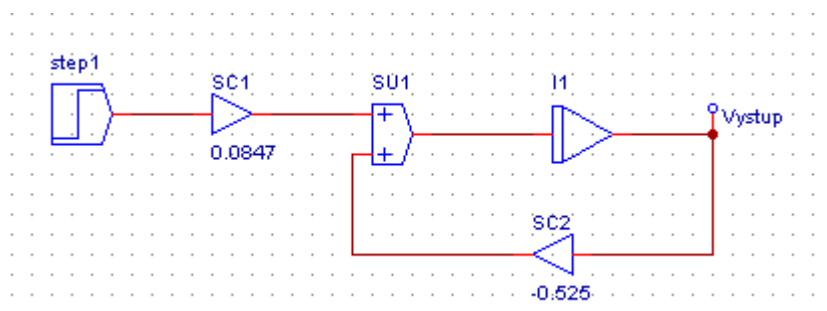 step1
SC1
0.0847
SU1
+
+
I1
Vystup
SC2
-0.525